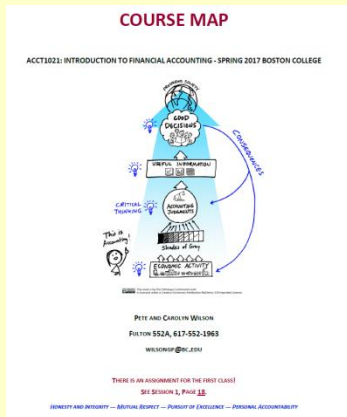 COURSE MAP
ACCT1021: INTRODUCTION TO FINANCIAL ACCOUNTING - SPRING 2017 BOSTON COLLEGE
PROSPEROUS SOCIETY
GOOD
DECISIONS
CONSEQUENCES
USEFUL INFORMATION
CRITICAL
THINKING
ACCOUNTING
JUDGMENTS
This is
Accounting!
Shades of Gray
ECONOMIC ACTIVITY
PETE AND CAROLYN WILSON
FULTON 552A, 617-552-1963
WILSONGP@BC.EDU
THERE IS AN ASSIGNMENT FOR THE FIRST CLASS!
SEE SESSION 1, PAGE 18.
HONESTY AND INTEGRITY — MUTUAL RESPECT — PURSUIT OF EXCELLENCE — PERSONAL ACCOUNTABILITY